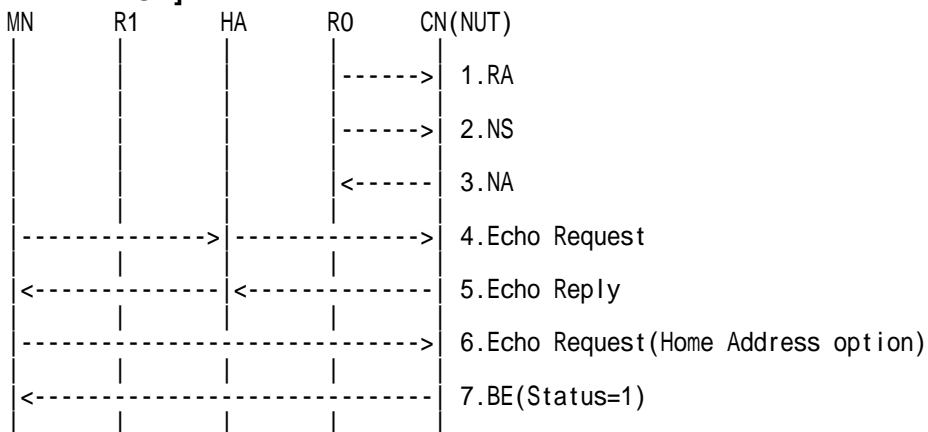 MN R1 HA R0 CN(NUT)
|------>| 1.RA
|------>| 2.NS
|<------| 3.NA
|-------------->|-------------->| 4.Echo Request
|<--------------|<--------------| 5.Echo Reply
|------------------------------>| 6.Echo Request(Home Address option)
|<------------------------------| 7.BE(Status=1)